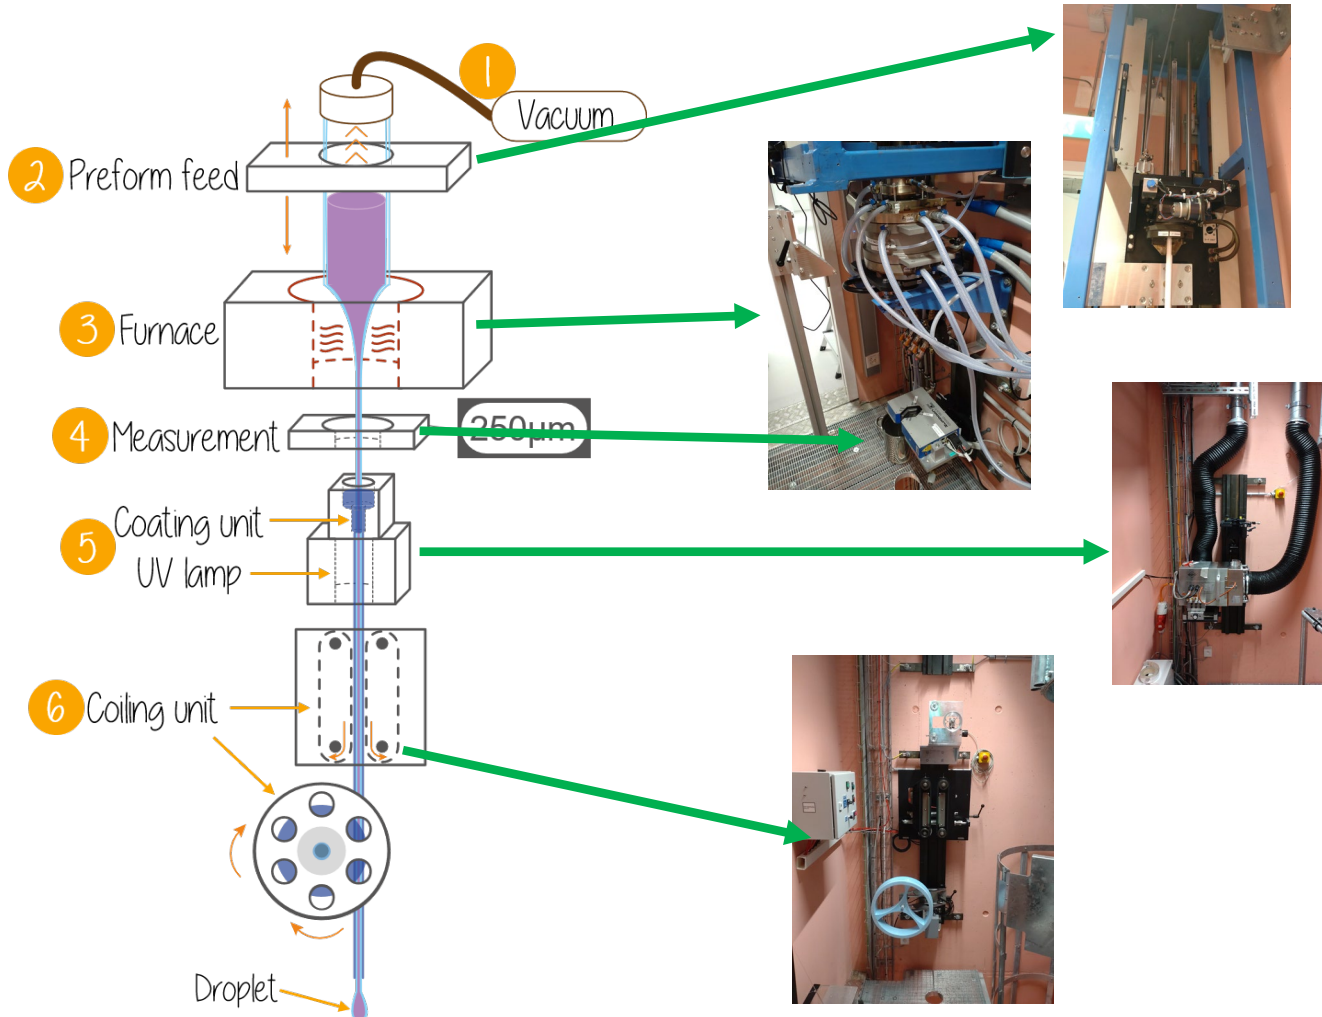 1
Vacuum
2 Preform feed
3 Furnace
4 Measurement
250µm
5
Coating unit
UV lamp
6 Coiling unit
Droplet